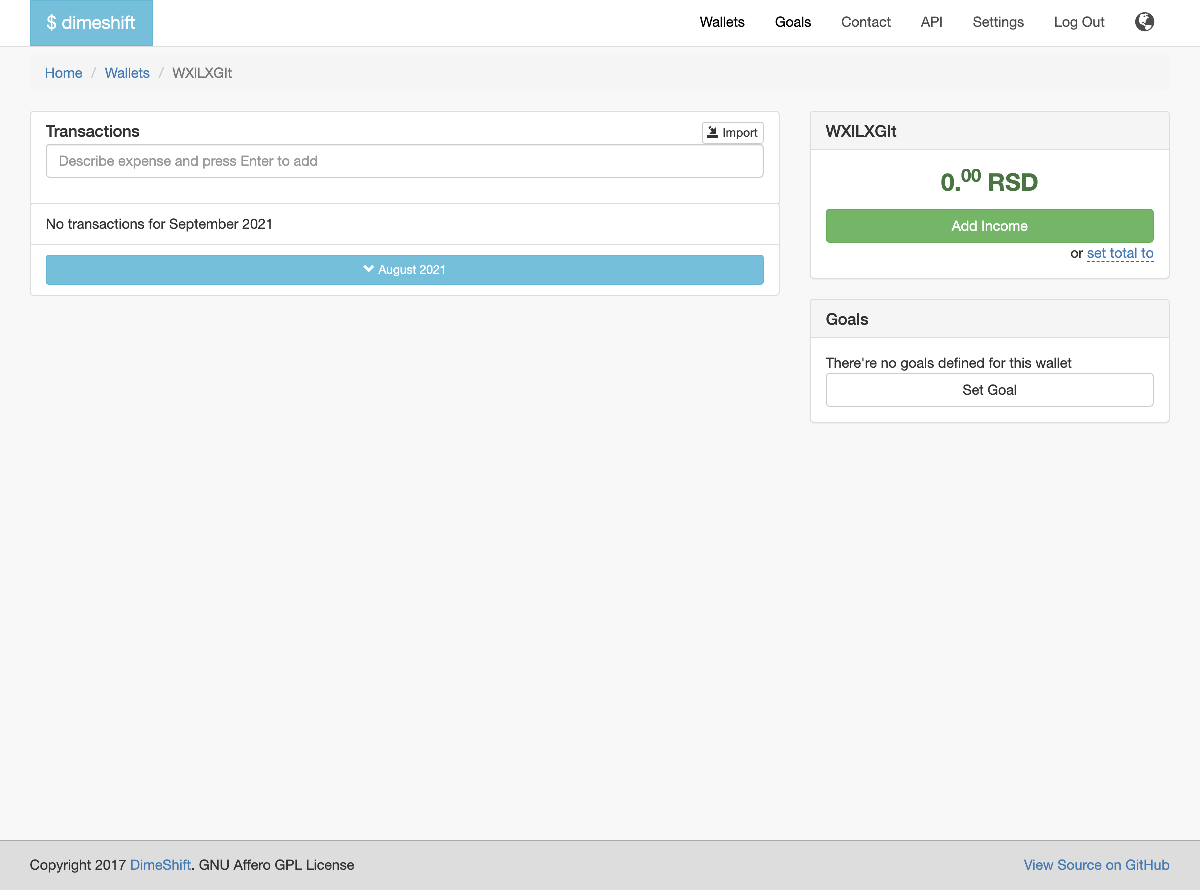 $ dimeshift
Wallets Goals Contact API Settings Log Out
Home / Wallets / WXILXGIt
Transactions
Import
Describe expense and press Enter to add
No transactions for September 2021
August 2021
WXILXGIt
0.00 RSD
Add Income
or set total to
Goals
There're no goals defined for this wallet
Set Goal
Copyright 2017 DimeShift. GNU Affero GPL License
View Source on GitHub